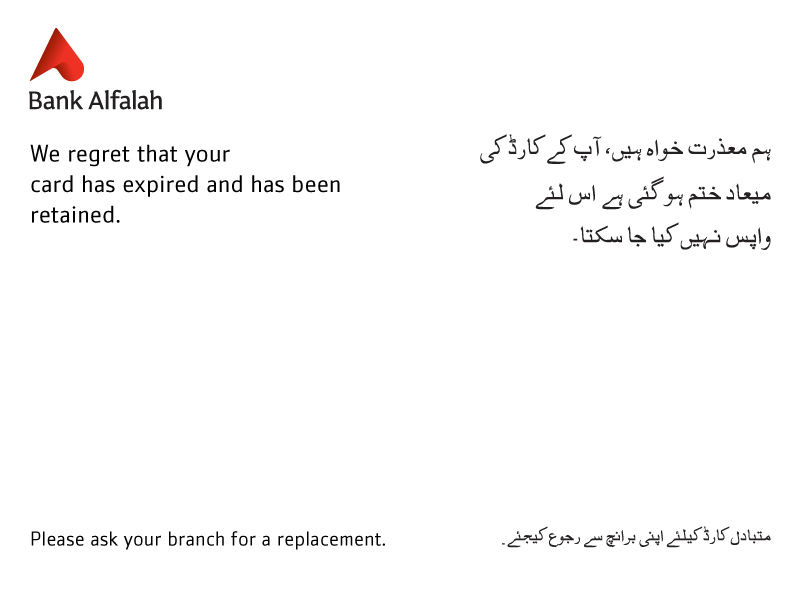 Bank Alfalah
We regret that your
card has expired and has been
retained.
ہم معذرت خواہ ہیں، آپ کے کارڈ کی
میعاد ختم ہو گئی ہے اس لئے
واپس نہیں کیا جا سکتا۔
Please ask your branch for a replacement.
متبادل کارڈ کیلئے اپنی برانچ سے رجوع کیجئے۔